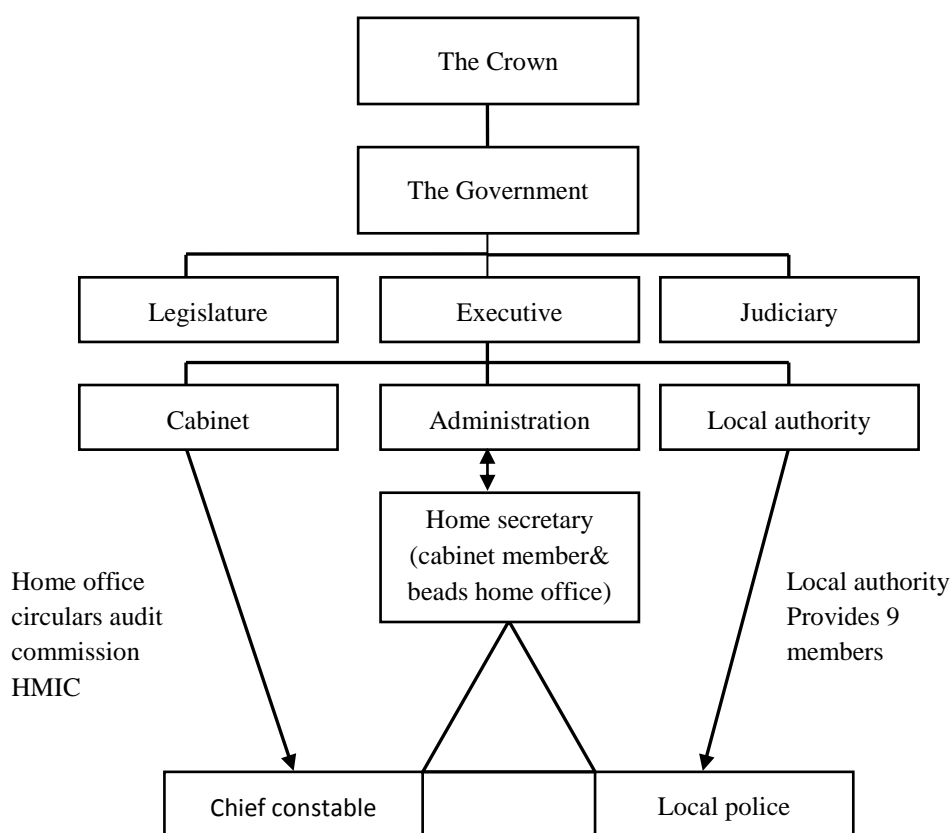 The Crown
The Government
Legislature
Executive
Judiciary
Cabinet
Administration
Local authority
Home secretary
(cabinet member&
beads home office)
Home office
circulars audit
commission
HMIC
Local authority
Provides 9
members
Chief constable
Local police